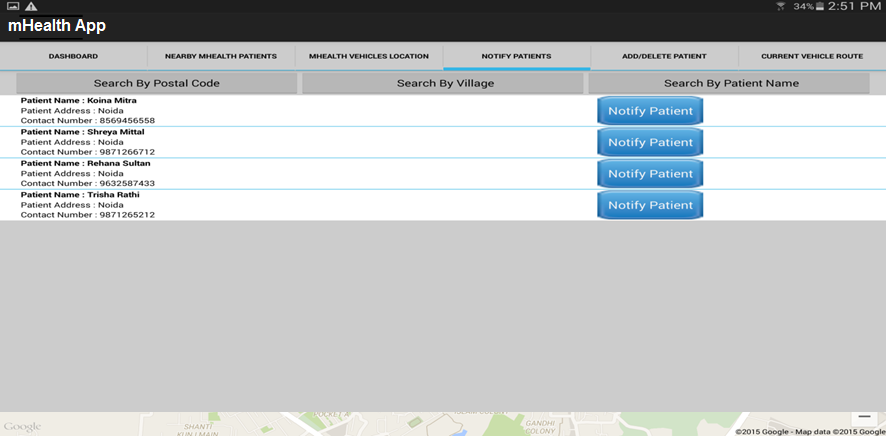 34% 2:51 PM
mHealth App
DASHBOARD NEARBY MHEALTH PATIENTS MHEALTH VEHICLES LOCATION NOTIFY PATIENTS ADD/DELETE PATIENT CURRENT VEHICLE ROUTE
Search By Postal Code Search By Village Search By Patient Name
Patient Name : Koina Mitra
Patient Address : Noida
Contact Number : 8569456558
Notify Patient
Patient Name : Shreya Mittal
Patient Address : Noida
Contact Number : 9871266712
Notify Patient
Patient Name : Rehana Sultan
Patient Address : Noida
Contact Number : 9632587433
Notify Patient
Patient Name : Trisha Rathi
Patient Address : Noida
Contact Number : 9871265212
Notify Patient
POCKET A
SHANTI
KUNJ MAIN
GANDHI
COLONY
Google
©2015 Google - Map data ©2015 Google